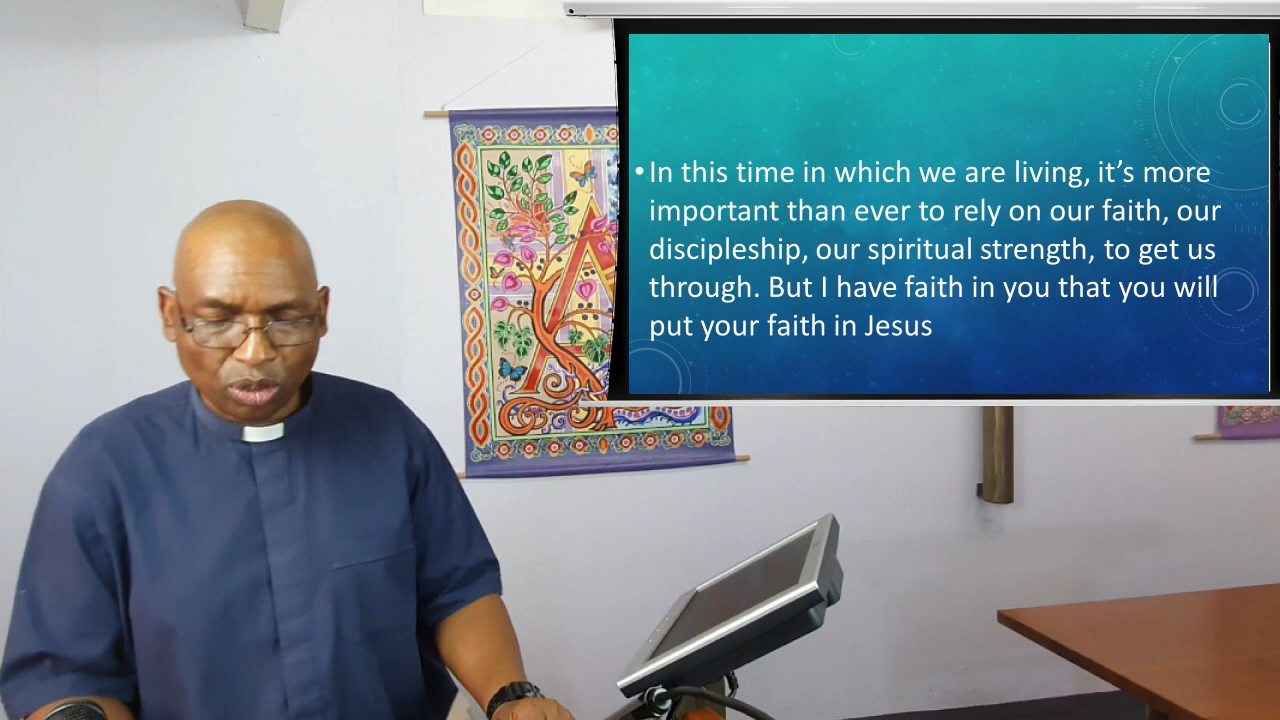 • In this time in which we are living, it’s more
important than ever to rely on our faith, our
discipleship, our spiritual strength, to get us
through. But I have faith in you that you will
put your faith in Jesus